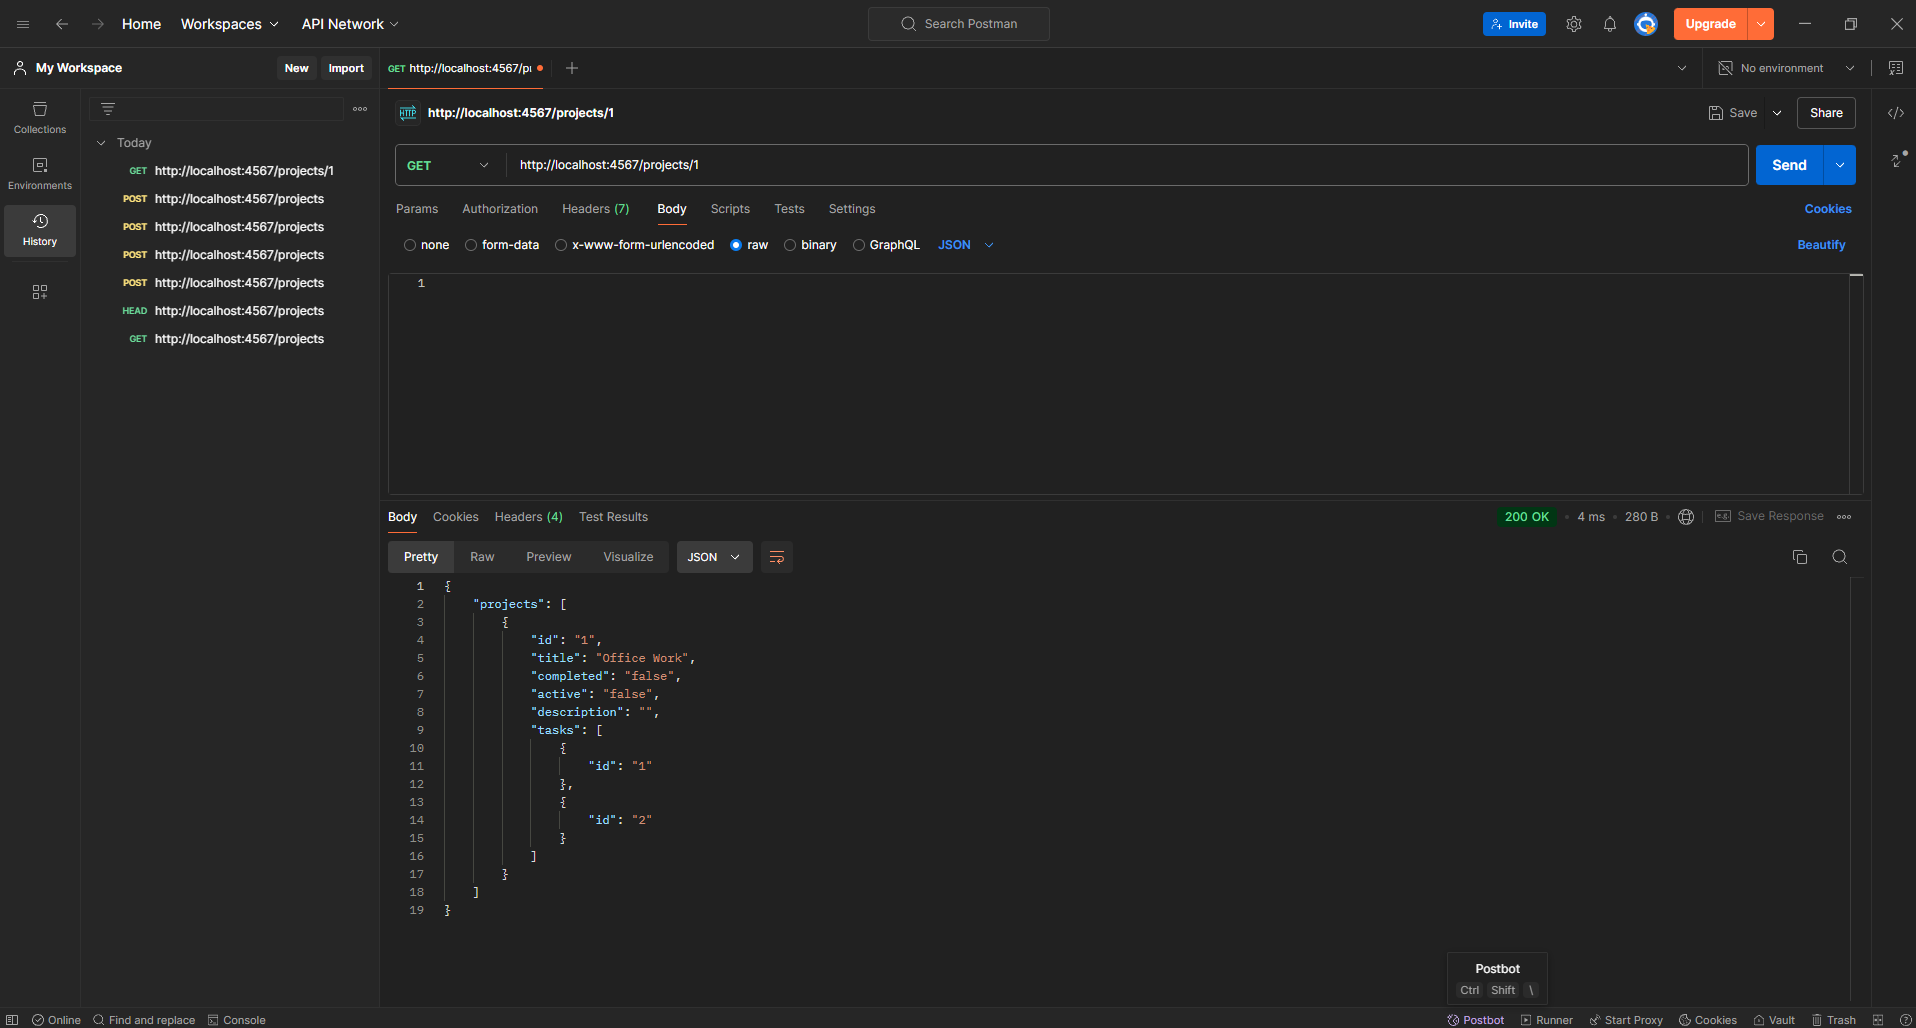 Home Workspaces API Network Search Postman Invite Upgrade
My Workspace New Import GET http://localhost:4567/p No environment
Collections
Environments
History
Today
GET http://localhost:4567/projects/1
POST http://localhost:4567/projects
POST http://localhost:4567/projects
POST http://localhost:4567/projects
POST http://localhost:4567/projects
HEAD http://localhost:4567/projects
GET http://localhost:4567/projects
HTTP http://localhost:4567/projects/1 Save Share
GET http://localhost:4567/projects/1 Send
Params Authorization Headers (7) Body Scripts Tests Settings Cookies
none form-data x-www-form-urlencoded raw binary GraphQL JSON Beautify
1
Body Cookies Headers (4) Test Results 200 OK • 4 ms • 280 B • e.g. Save Response
Pretty Raw Preview Visualize JSON
1 {
2 "projects": [
3 {
4 "id": "1",
5 "title": "Office Work",
6 "completed": "false",
7 "active": "false",
8 "description": "",
9 "tasks": [
10 {
11 "id": "1"
12 },
13 {
14 "id": "2"
15 }
16 ]
17 }
18 ]
19 }
Postbot
Ctrl Shift \
Online Find and replace Console Postbot Runner Start Proxy Cookies Vault Trash